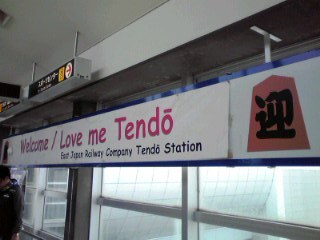 Welcome / Love me Tendō
East Japan Railway Company Tendō Station
迎